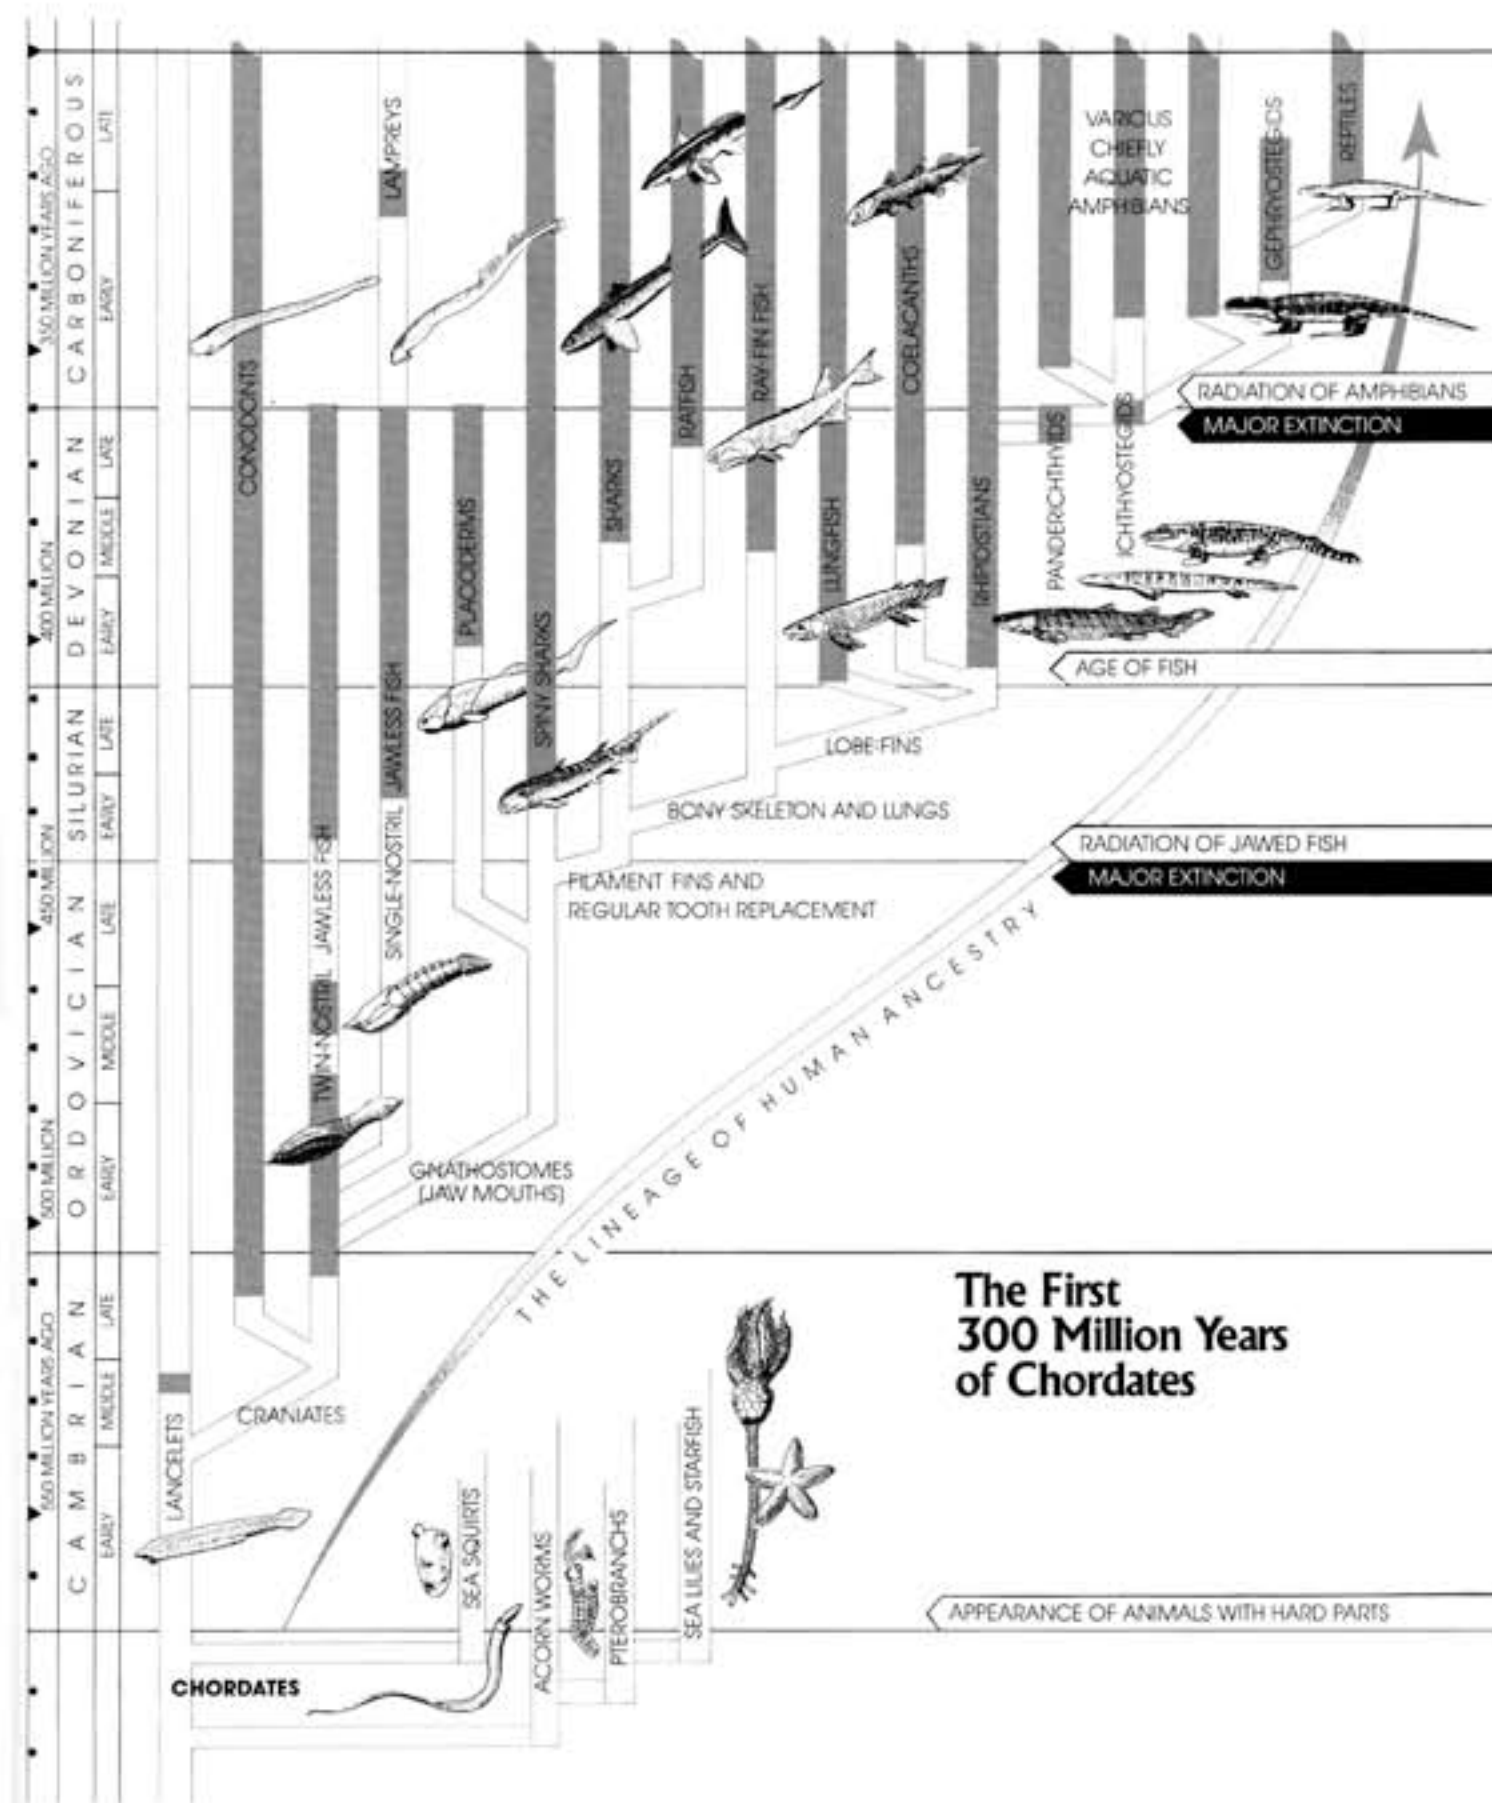 CARBONIFEROUS
LATE
EARLY
350 MILLION YEARS AGO
DEVONIAN
LATE
MIDDLE
EARLY
400 MILLION
SILURIAN
LATE
EARLY
450 MILLION
ORDOVICIAN
LATE
MIDDLE
EARLY
500 MILLION
CAMBRIAN
LATE
MIDDLE
EARLY
550 MILLION YEARS AGO
LANCELETS
CONODONTS
TWIN-NOSTRIL JAWLESS FISH
LAMPREYS
SINGLE-NOSTRIL JAWLESS FISH
PLACODERMS
SPINY SHARKS
SHARKS
RATFISH
RAY-FIN FISH
LUNGFISH
COELACANTHS
RHIPIDISTIANS
PANDERICHTHYIDS
ICHTHYOSTEGIDS
VARIOUS
CHIEFLY
AQUATIC
AMPHIBIANS
GEPHYROSTEGIDS
REPTILES
RADIATION OF AMPHIBIANS
MAJOR EXTINCTION
AGE OF FISH
LOBE-FINS
BONY SKELETON AND LUNGS
RADIATION OF JAWED FISH
MAJOR EXTINCTION
FILAMENT FINS AND
REGULAR TOOTH REPLACEMENT
THE LINEAGE OF HUMAN ANCESTRY
GNATHOSTOMES
(JAW MOUTHS)
The First
300 Million Years
of Chordates
CRANIATES
SEA SQUIRTS
ACORN WORMS
PTEROBRANCHS
SEA LILIES AND STARFISH
APPEARANCE OF ANIMALS WITH HARD PARTS
CHORDATES